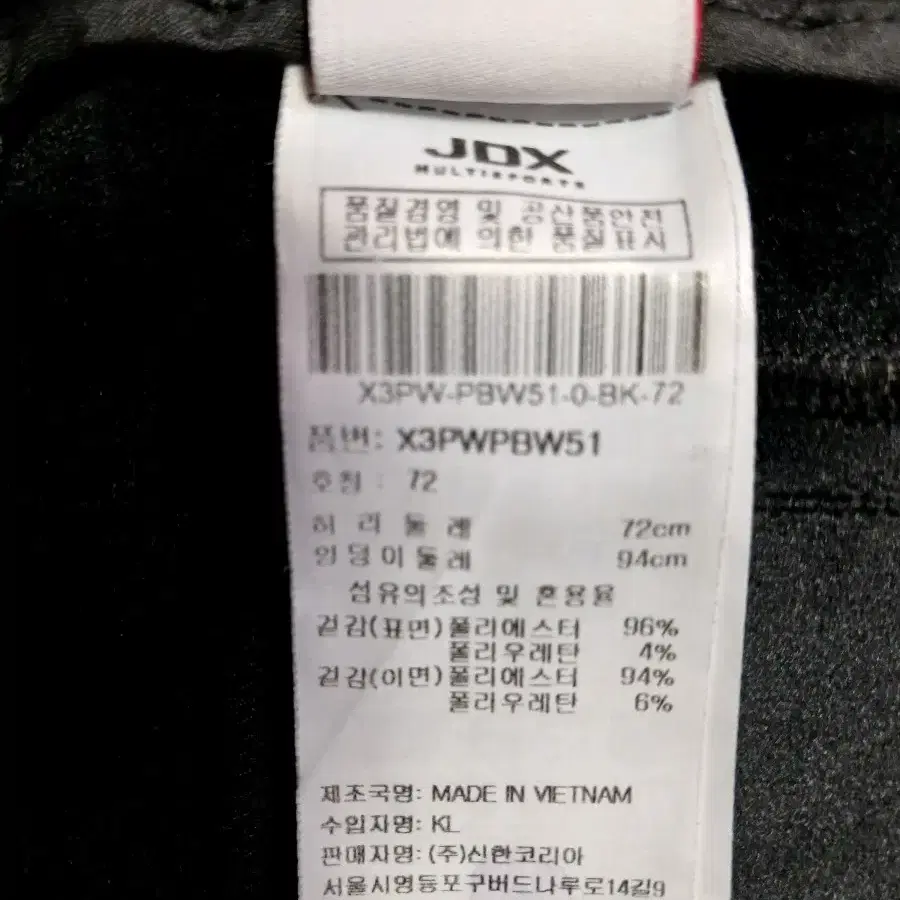 JDX
MULTISPORTS
품질경영 및 공산품안전
관리법에 의한 품질표시
X3PW-PBW51-0-BK-72
품번: X3PWPBW51
호칭 : 72
허리둘레 72cm
엉덩이둘레 94cm
섬유의조성 및 혼용율
겉감(표면)폴리에스터 96%
폴리우레탄 4%
겉감(이면)폴리에스터 94%
폴리우레탄 6%
제조국명: MADE IN VIETNAM
수입자명: KL
판매자명: (주)신한코리아
서울시영등포구버드나루로14길9